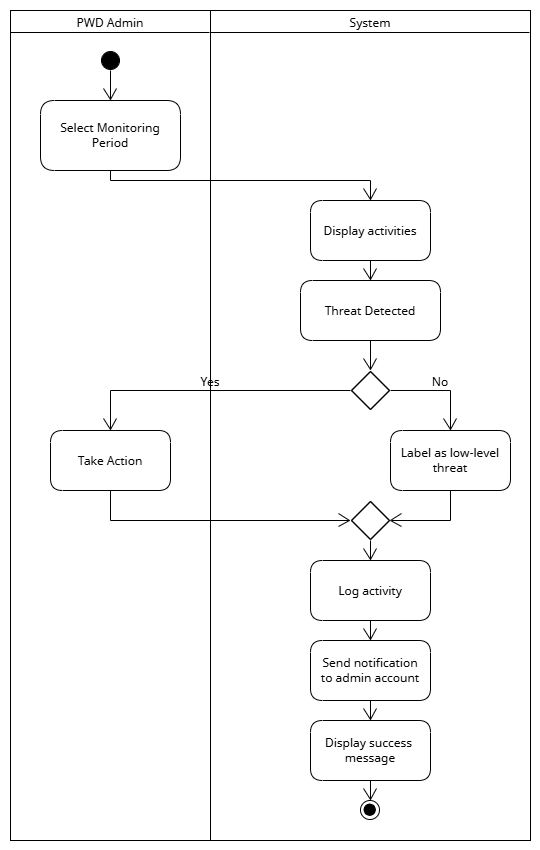 PWD Admin
System
Select Monitoring
Period
Display activities
Threat Detected
Yes
No
Take Action
Label as low-level
threat
Log activity
Send notification
to admin account
Display success
message